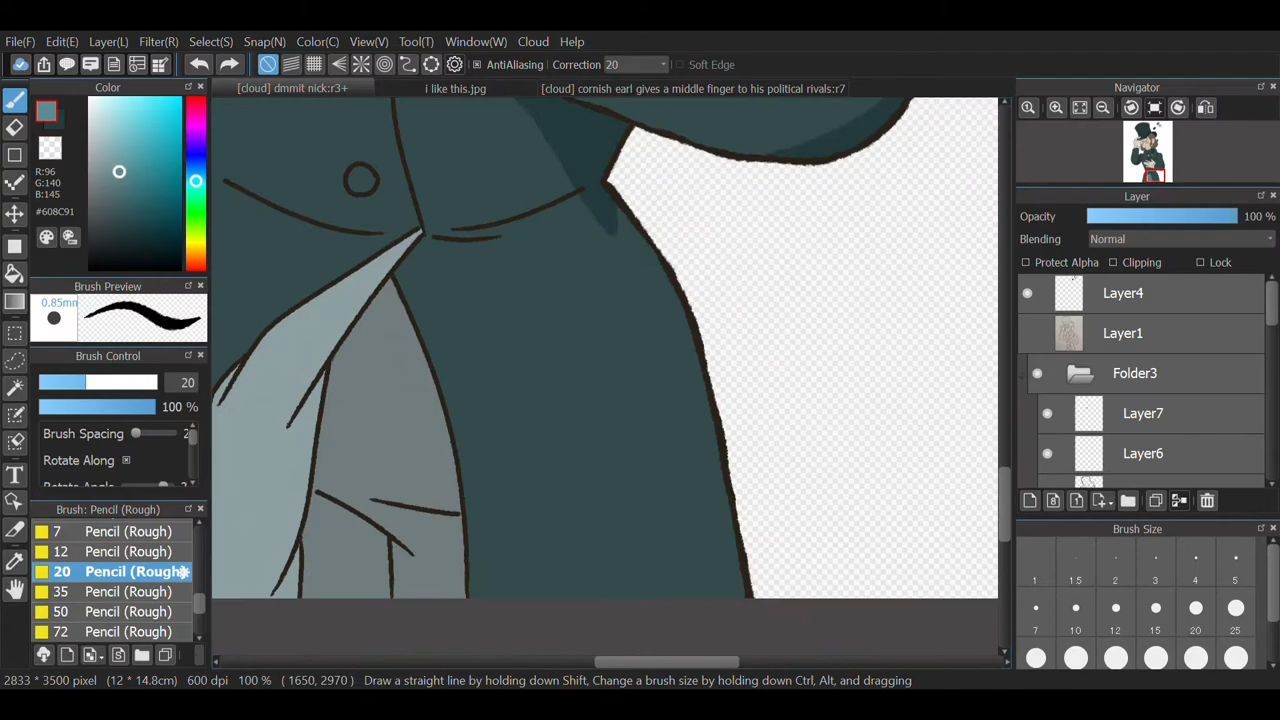 File(F) Edit(E) Layer(L) Filter(R) Select(S) Snap(N) Color(C) View(V) Tool(T) Window(W) Cloud Help
AntiAliasing Correction 20 Soft Edge
Color
[cloud] dmmit nick:r3+ i like this.jpg [cloud] cornish earl gives a middle finger to his political rivals:r7
Navigator
R:96
G:140
B:145
#608C91
Layer
Opacity 100 %
Blending Normal
Protect Alpha Clipping Lock
Brush Preview
0.85mm
Layer4
Layer1
Folder3
Layer7
Layer6
Brush Control
20
100 %
Brush Spacing 2
Rotate Along
Brush: Pencil (Rough)
7 Pencil (Rough)
12 Pencil (Rough)
20 Pencil (Rough)
35 Pencil (Rough)
50 Pencil (Rough)
72 Pencil (Rough)
Brush Size
1 1.5 2 3 4 5
7 10 12 15 20 25
2833 * 3500 pixel (12 * 14.8cm) 600 dpi 100 % ( 1650, 2970 ) Draw a straight line by holding down Shift, Change a brush size by holding down Ctrl, Alt, and dragging